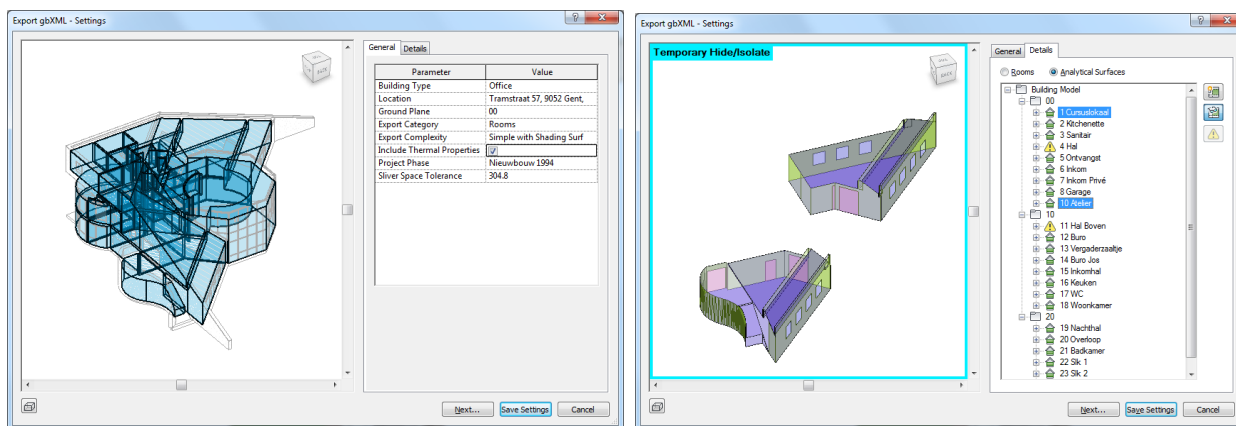 Export gbXML - Settings
General Details
Parameter Value
Building Type Office
Location Tramstraat 57, 9052 Gent,
Ground Plane 00
Export Category Rooms
Export Complexity Simple with Shading Surf
Include Thermal Properties
Project Phase Nieuwbouw 1994
Sliver Space Tolerance 304.8
Next... Save Settings Cancel
Export gbXML - Settings
Temporary Hide/Isolate
General Details
Rooms Analytical Surfaces
Building Model
00
1 Cursuslokaal
2 Kitchenette
3 Sanitair
4 Hal
5 Ontvangst
6 Inkom
7 Inkom Privé
8 Garage
10 Atelier
10
11 Hal Boven
12 Buro
13 Vergaderzaaltje
14 Buro Jos
15 Inkomhal
16 Keuken
17 WC
18 Woonkamer
20
19 Nachthal
20 Overloop
21 Badkamer
22 Slk 1
23 Slk 2
Next... Save Settings Cancel